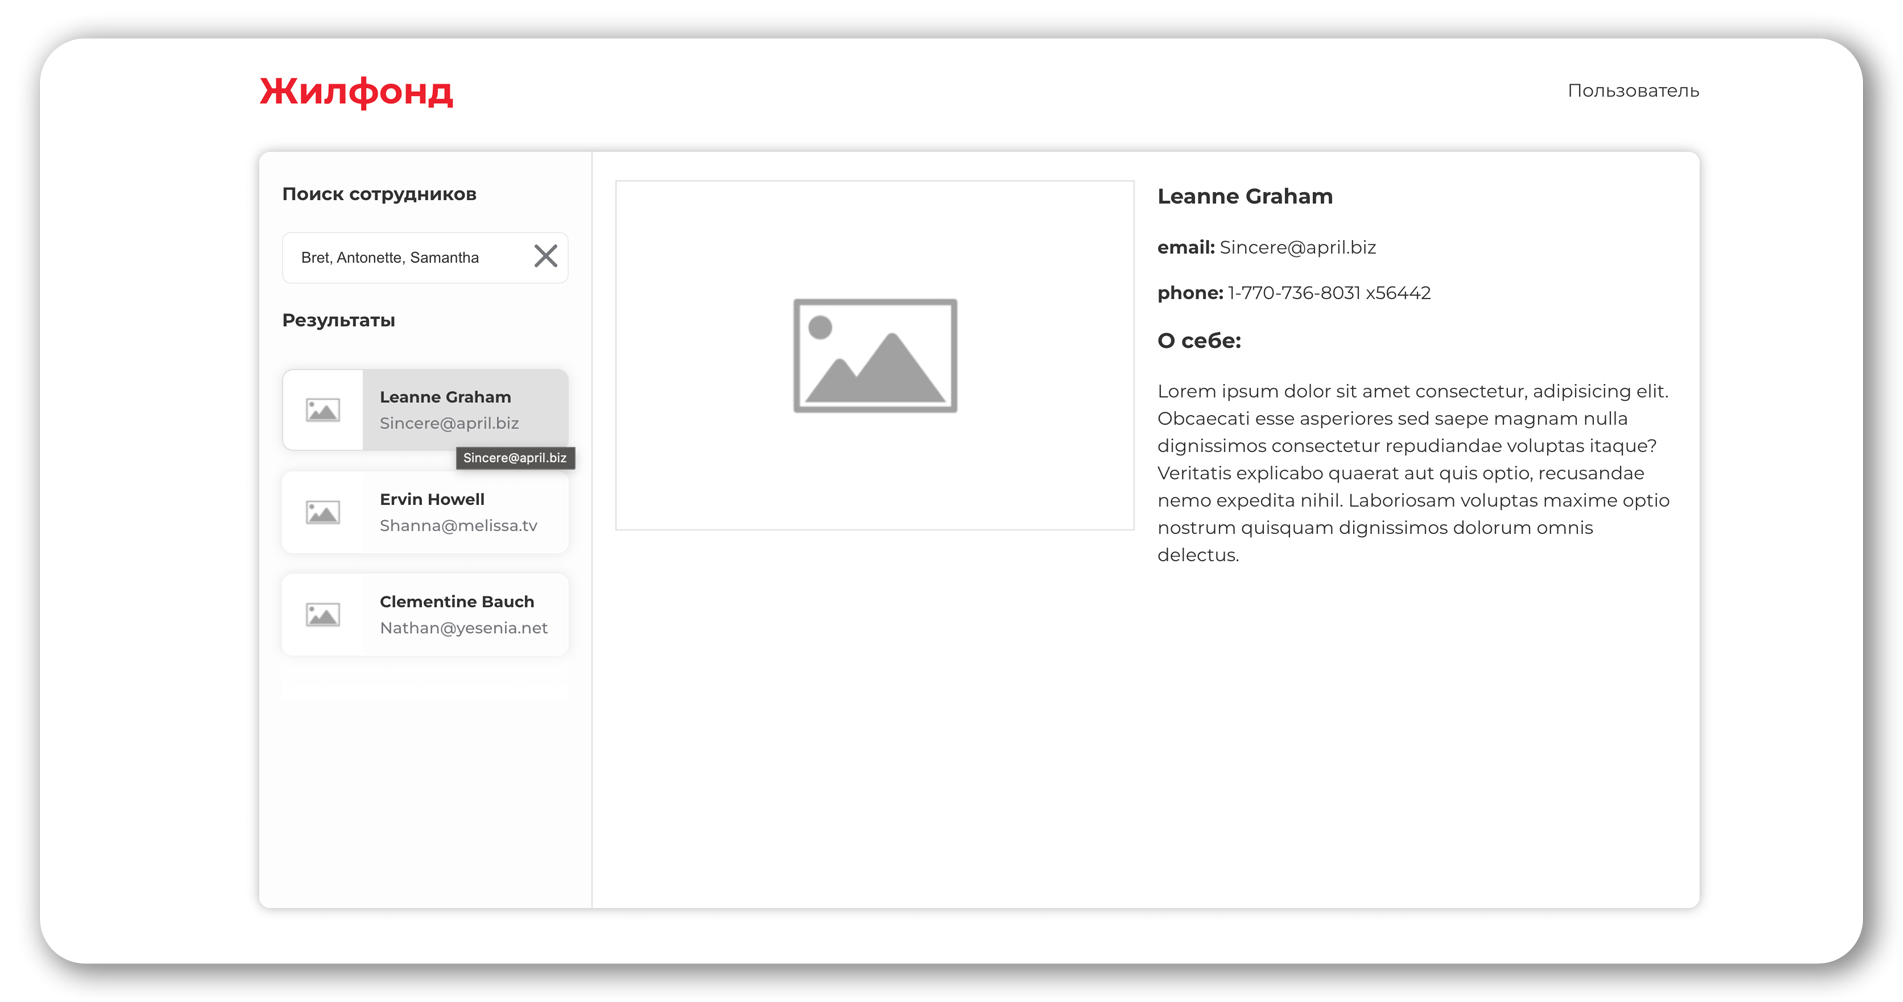 Жилфонд
Пользователь
Поиск сотрудников
Bret, Antonette, Samantha
Результаты
Leanne Graham
Sincere@april.biz
Sincere@april.biz
Ervin Howell
Shanna@melissa.tv
Clementine Bauch
Nathan@yesenia.net
Leanne Graham
email: Sincere@april.biz
phone: 1-770-736-8031 x56442
О себе:
Lorem ipsum dolor sit amet consectetur, adipisicing elit.
Obcaecati esse asperiores sed saepe magnam nulla
dignissimos consectetur repudiandae voluptas itaque?
Veritatis explicabo quaerat aut quis optio, recusandae
nemo expedita nihil. Laboriosam voluptas maxime optio
nostrum quisquam dignissimos dolorum omnis
delectus.